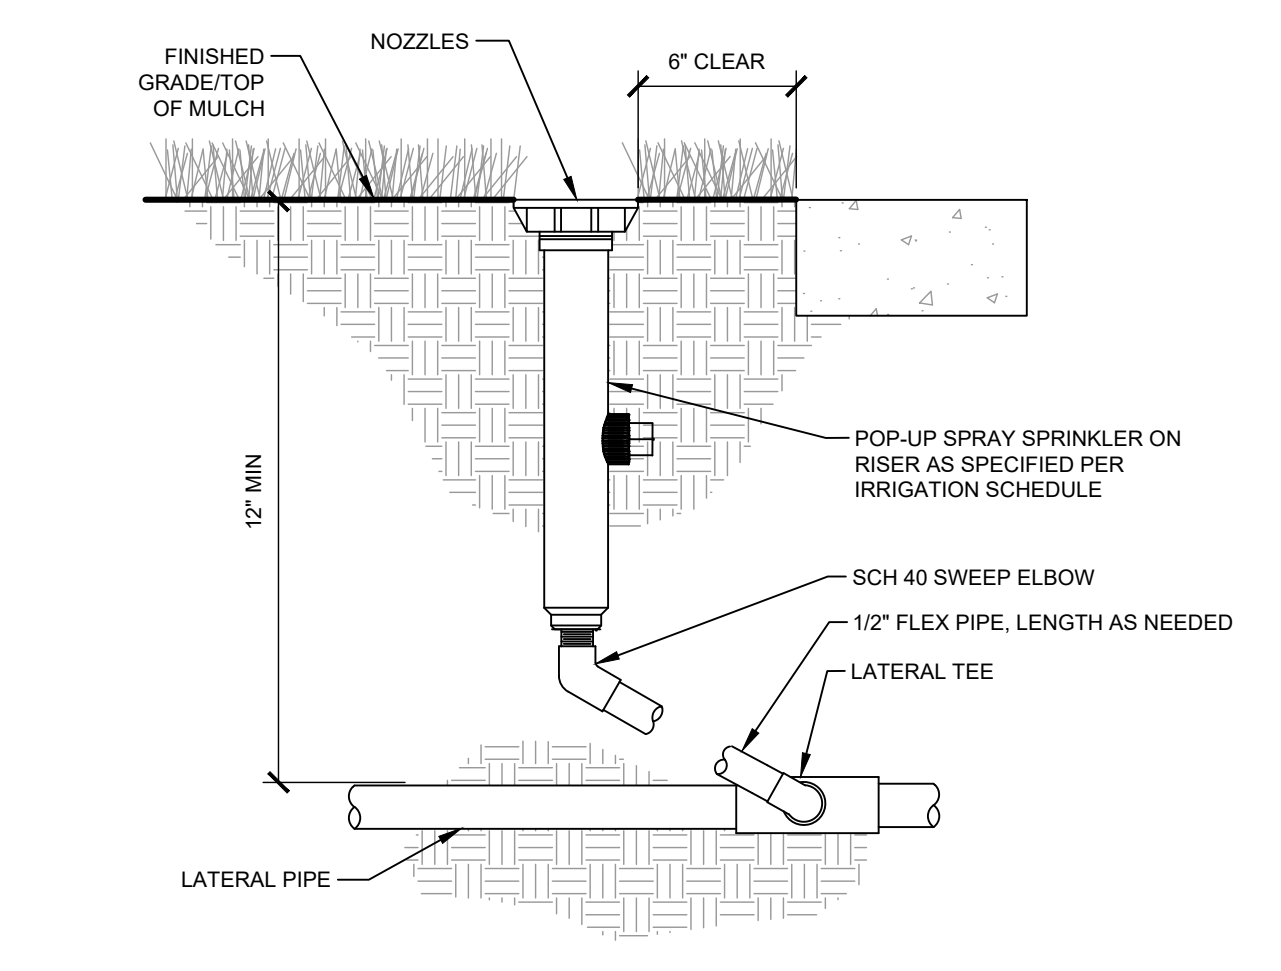 FINISHED
GRADE/TOP
OF MULCH
NOZZLES
6" CLEAR
12" MIN
POP-UP SPRAY SPRINKLER ON
RISER AS SPECIFIED PER
IRRIGATION SCHEDULE
SCH 40 SWEEP ELBOW
1/2" FLEX PIPE, LENGTH AS NEEDED
LATERAL TEE
LATERAL PIPE